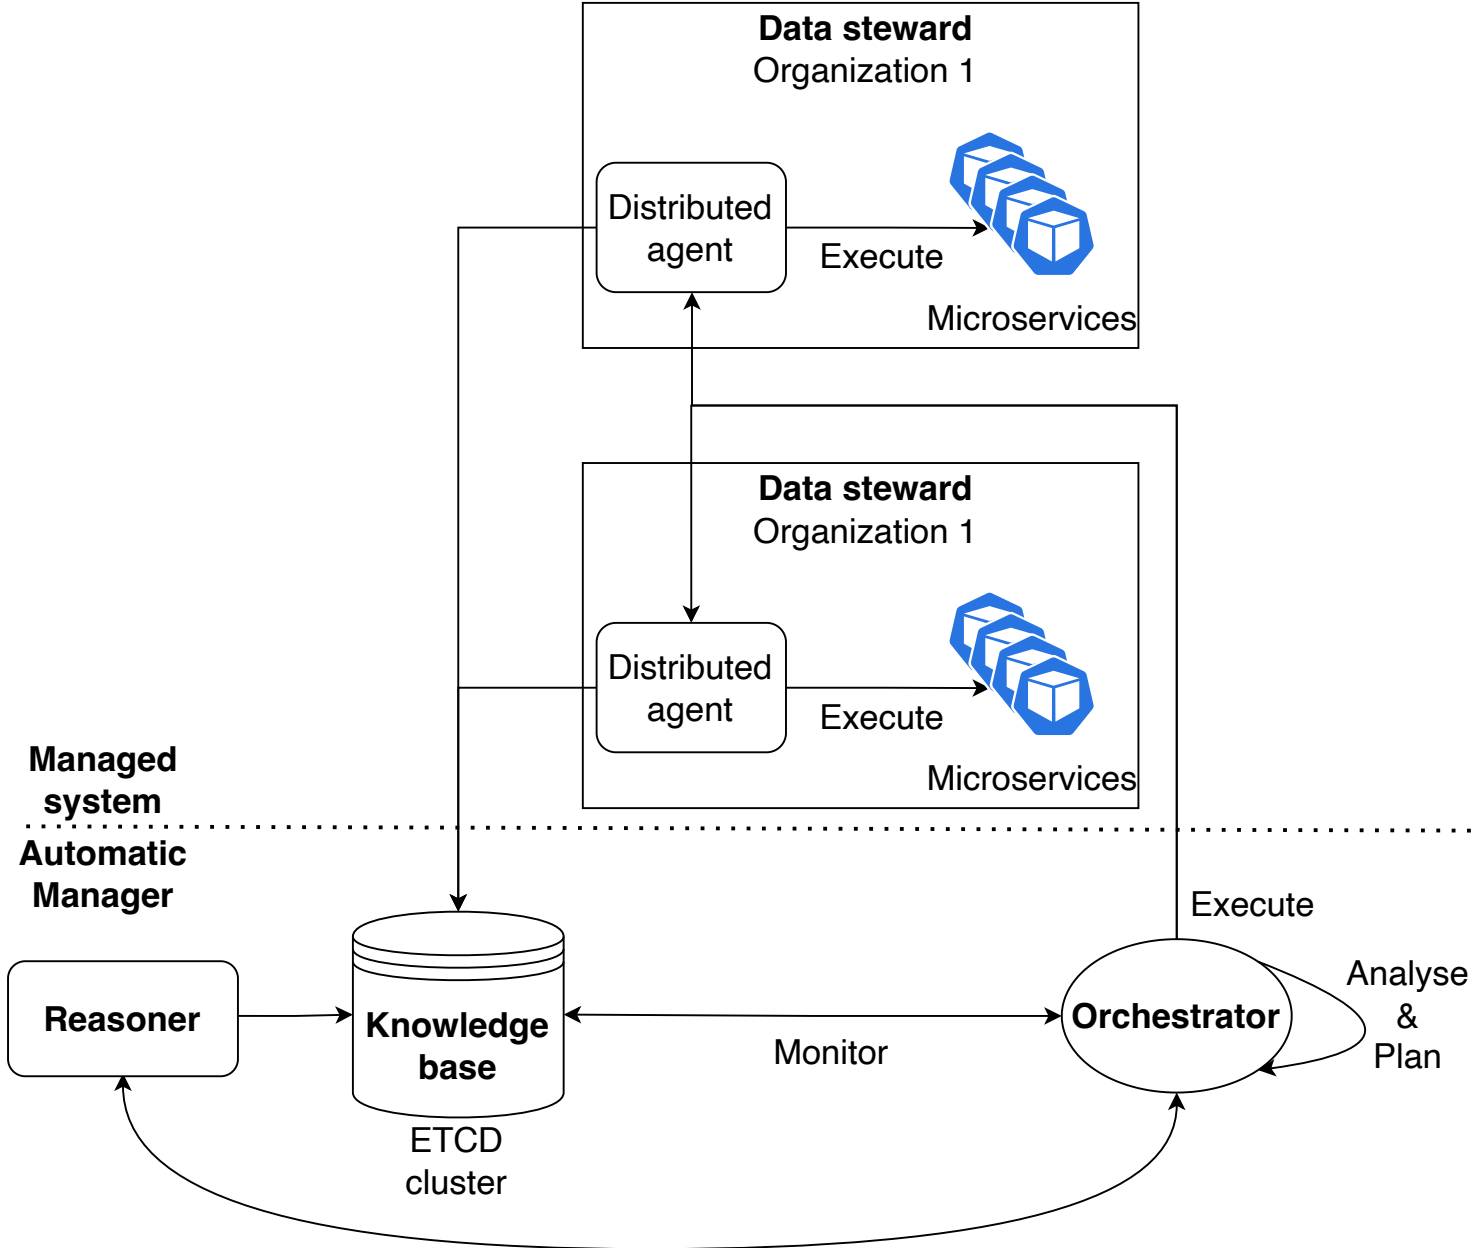 Data steward
Organization 1
Distributed
agent
Execute
Microservices
Data steward
Organization 1
Distributed
agent
Execute
Microservices
Managed
system
Automatic
Manager
Execute
Reasoner
Knowledge
base
ETCD
cluster
Monitor
Orchestrator
Analyse
&
Plan